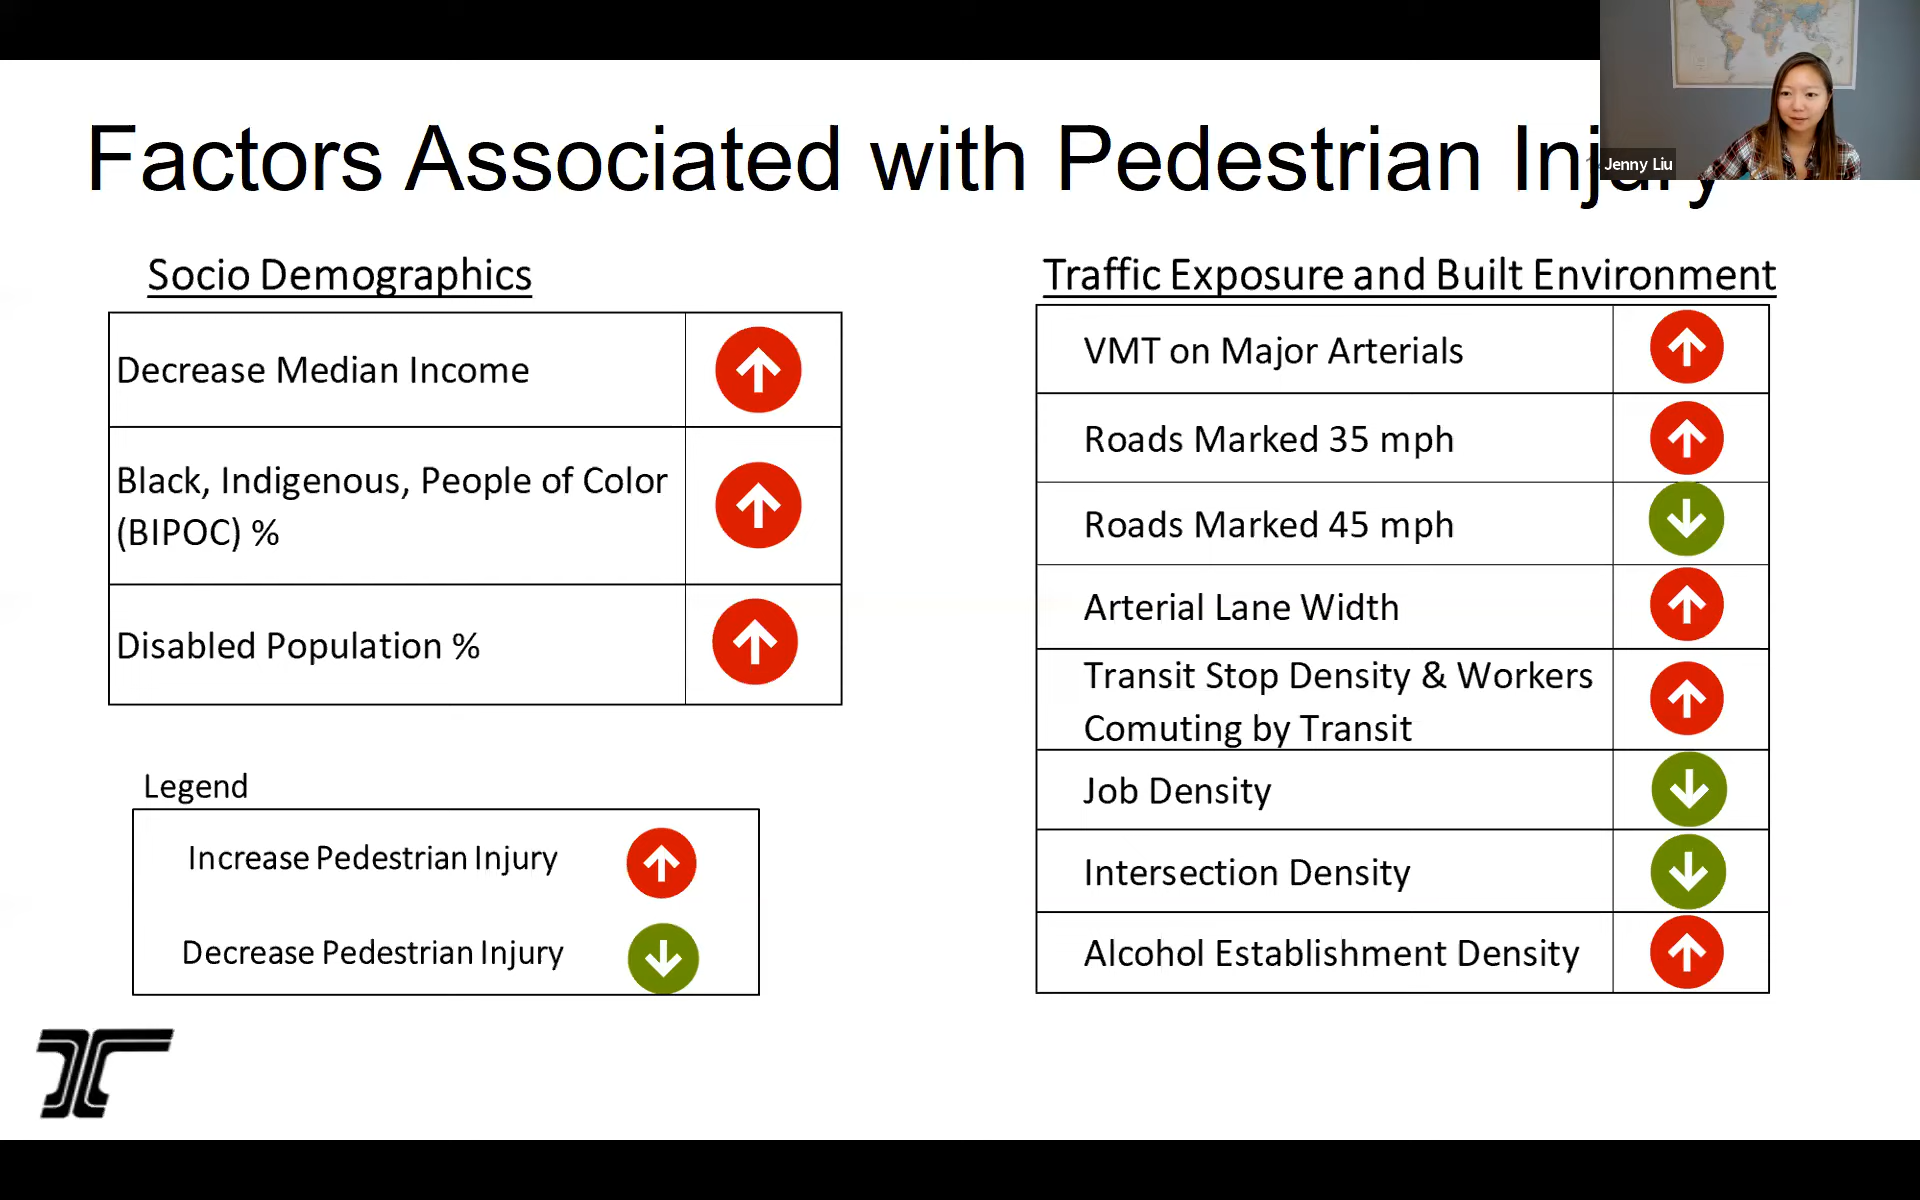 Factors Associated with Pedestrian Injury
Jenny Liu
Socio Demographics
Decrease Median Income
Black, Indigenous, People of Color
(BIPOC) %
Disabled Population %
Legend
Increase Pedestrian Injury
Decrease Pedestrian Injury
Traffic Exposure and Built Environment
VMT on Major Arterials
Roads Marked 35 mph
Roads Marked 45 mph
Arterial Lane Width
Transit Stop Density & Workers
Comuting by Transit
Job Density
Intersection Density
Alcohol Establishment Density